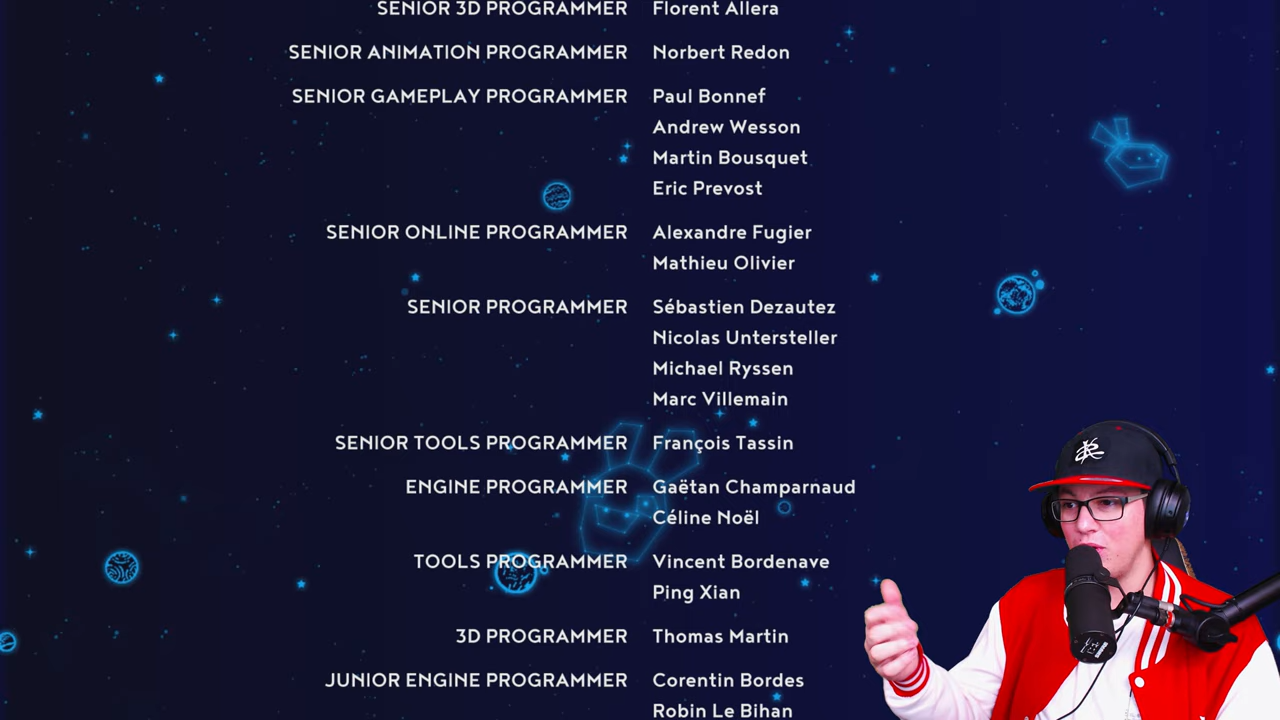 SENIOR 3D PROGRAMMER Florent Allera
SENIOR ANIMATION PROGRAMMER Norbert Redon
SENIOR GAMEPLAY PROGRAMMER Paul Bonnef
Andrew Wesson
Martin Bousquet
Eric Prevost
SENIOR ONLINE PROGRAMMER Alexandre Fugier
Mathieu Olivier
SENIOR PROGRAMMER Sébastien Dezautez
Nicolas Untersteller
Michael Ryssen
Marc Villemain
SENIOR TOOLS PROGRAMMER François Tassin
ENGINE PROGRAMMER Gaëtan Champarnaud
Céline Noël
TOOLS PROGRAMMER Vincent Bordenave
Ping Xian
3D PROGRAMMER Thomas Martin
JUNIOR ENGINE PROGRAMMER Corentin Bordes
Robin Le Bihan